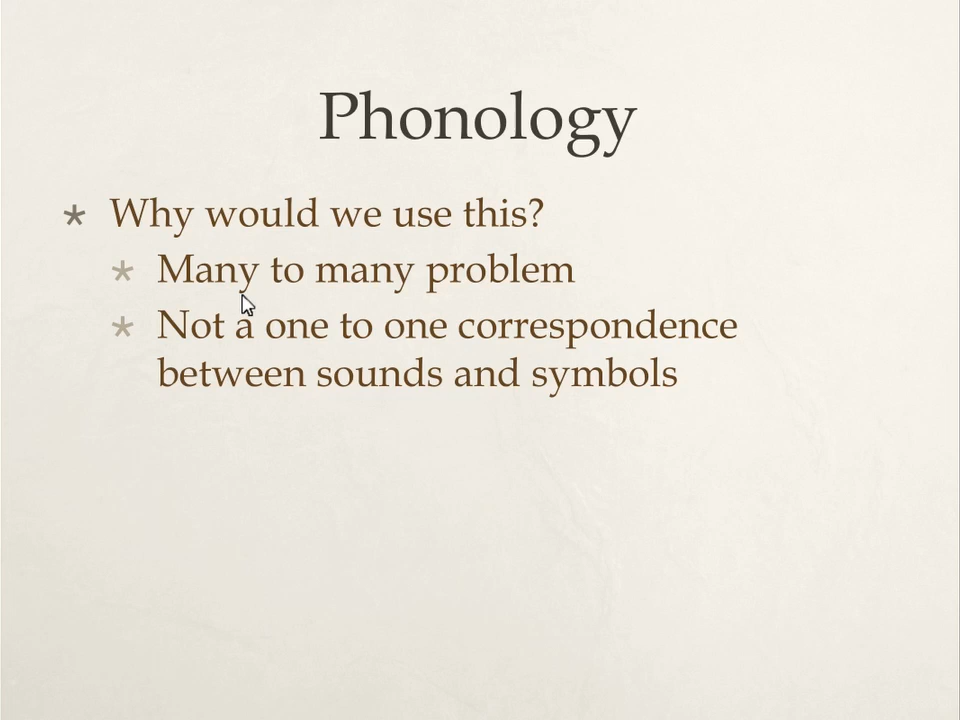 Phonology
* Why would we use this?
* Many to many problem
* Not a one to one correspondence
between sounds and symbols